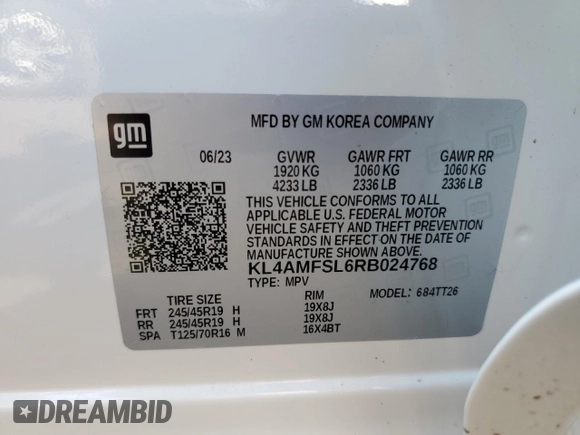 gm
MFD BY GM KOREA COMPANY
06/23 GVWR GAWR FRT GAWR RR
1920 KG 1060 KG 1060 KG
4233 LB 2336 LB 2336 LB
THIS VEHICLE CONFORMS TO ALL
APPLICABLE U.S. FEDERAL MOTOR
VEHICLE SAFETY AND THEFT PREVENTION
STANDARDS IN EFFECT ON THE DATE OF
MANUFACTURE SHOWN ABOVE.
KL4AMFSL6RB024768
TYPE: MPV MODEL: 684TT26
TIRE SIZE RIM
FRT 245/45R19 H 19X8J
RR 245/45R19 H 19X8J
SPA T125/70R16 M 16X4BT
DREAMBID